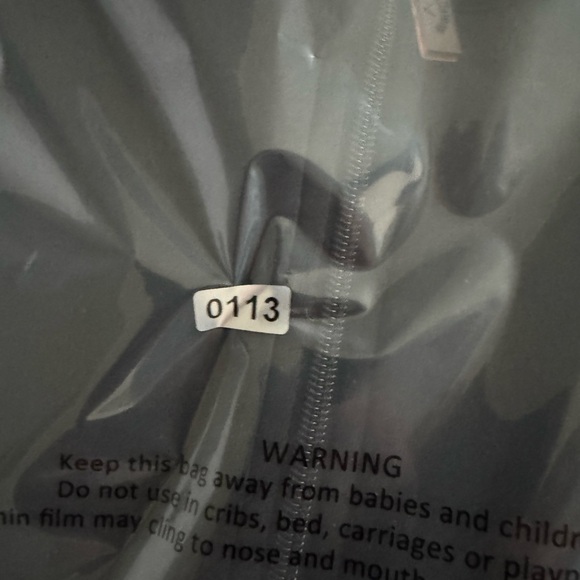 0113
WARNING
Keep this bag away from babies and childr
Do not use in cribs, bed, carriages or playp
hin film may cling to nose and mouth